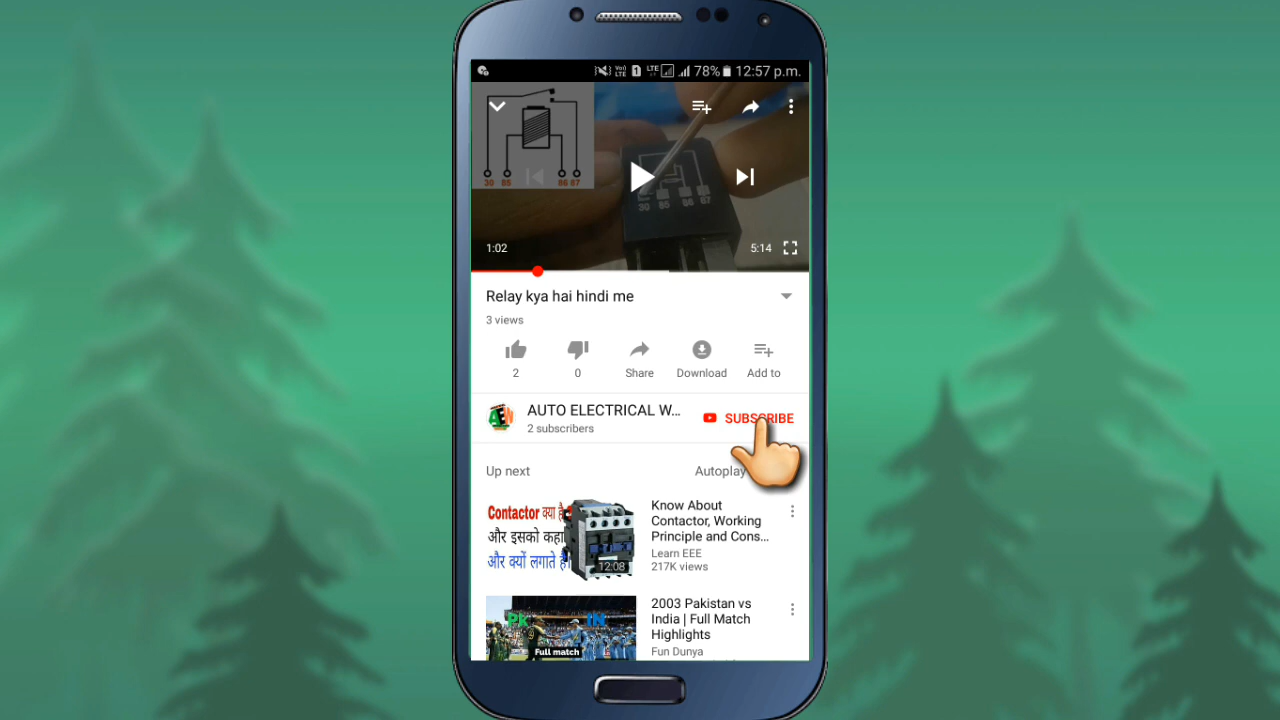 LTE 78% 12:57 p.m.
30 85 86 87
30 85 86 87
1:02 5:14
Relay kya hai hindi me
3 views
2 0 Share Download Add to
AUTO ELECTRICAL W...
SUBSCRIBE
2 subscribers
Up next Autoplay
Contactor क्या है
और इसको कहा
और क्यों लगाते है
12:08
Know About
Contactor, Working
Principle and Cons...
Learn EEE
217K views
PK IN
Full match
2003 Pakistan vs
India | Full Match
Highlights
Fun Dunya